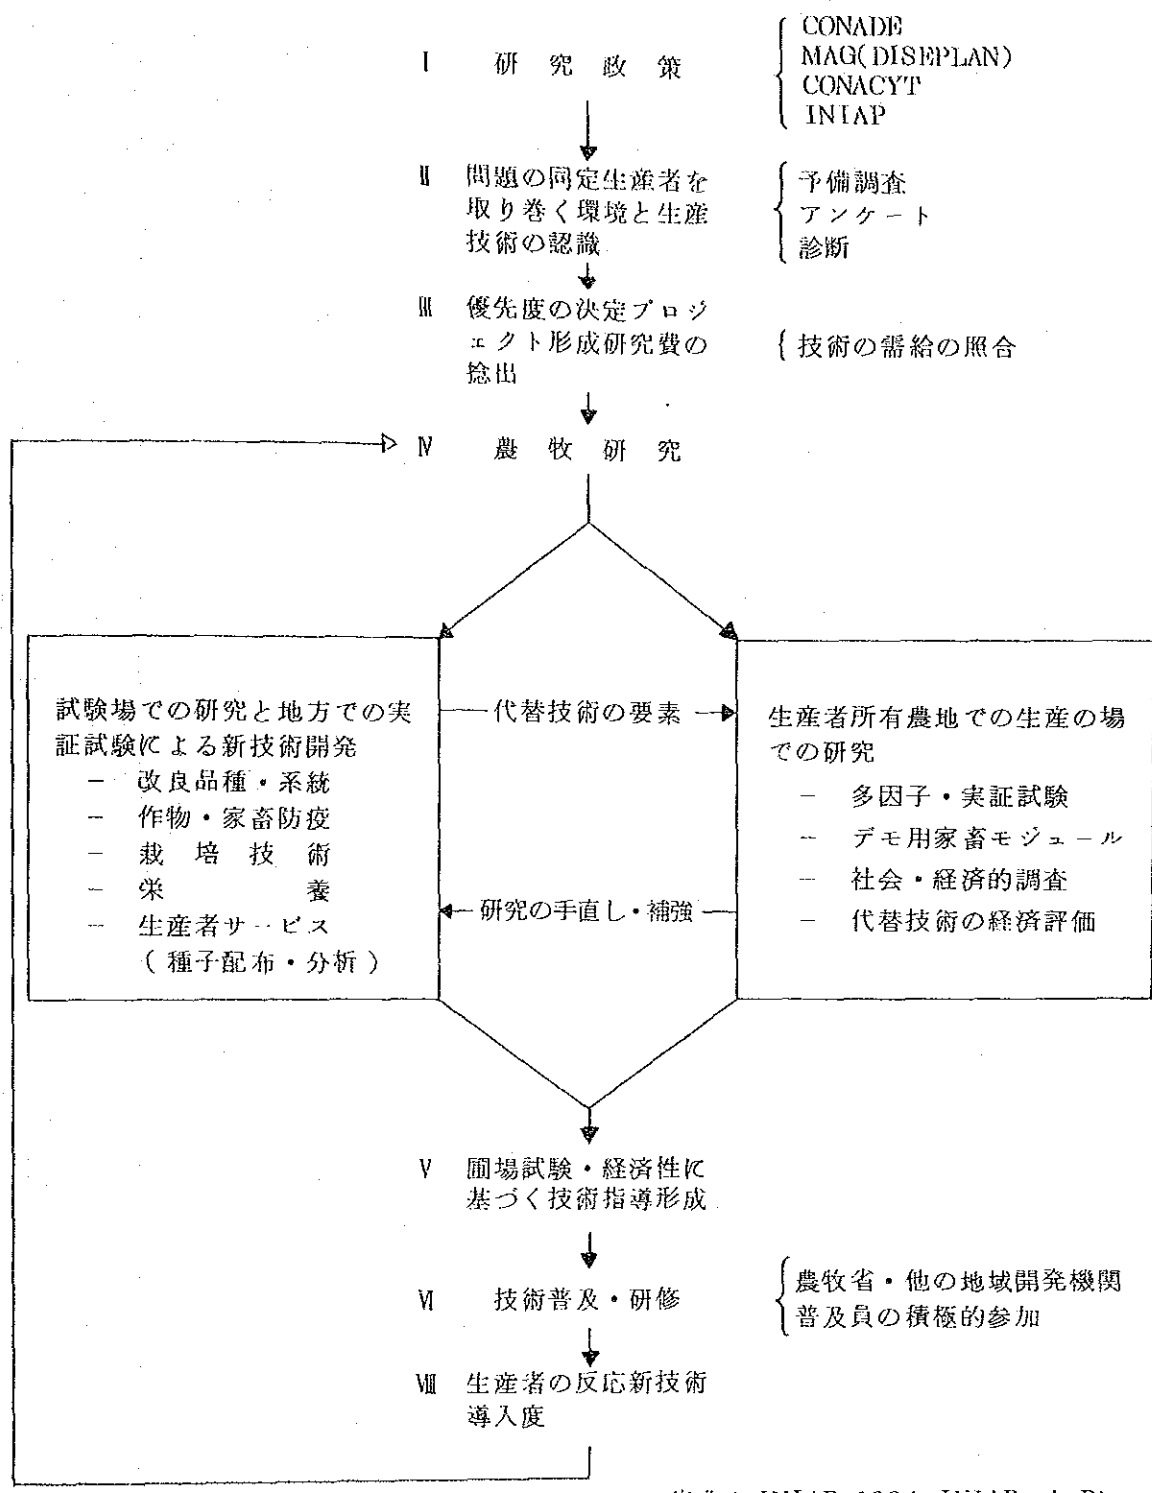 I 研究政策
CONADE
MAG(DISEPLAN)
CONACYT
INIAP
II 問題の同定生産者を
取り巻く環境と生産
技術の認識
予備調査
アンケート
診断
III 優先度の決定プロジ
ェクト形成研究費の
捻出
技術の需給の照合
IV 農牧研究
試験場での研究と地方での実
証試験による新技術開発
- 改良品種・系統
- 作物・家畜防疫
- 栽培技術
- 栄養
- 生産者サービス
(種子配布・分析)
代替技術の要素
研究の手直し・補強
生産者所有農地での生産の場
での研究
- 多因子・実証試験
- デモ用家畜モジュール
- 社会・経済的調査
- 代替技術の経済評価
V 圃場試験・経済性に
基づく技術指導形成
VI 技術普及・研修
農牧省・他の地域開発機関
普及員の積極的参加
VII 生産者の反応新技術
導入度